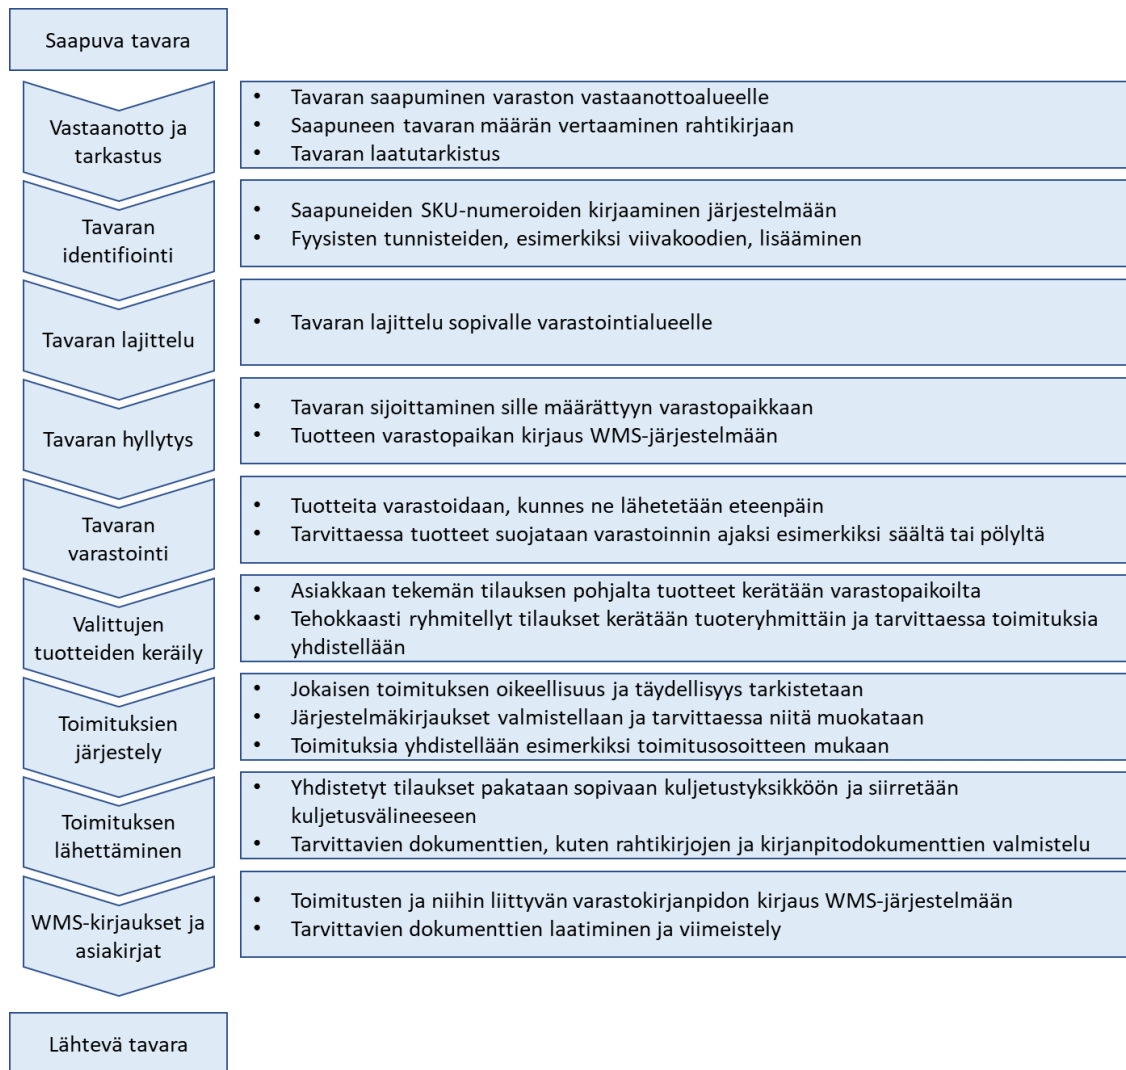 Saapuva tavara
Vastaanotto ja
tarkastus
• Tavaran saapuminen varaston vastaanottoalueelle
• Saapuneen tavaran määrän vertaaminen rahtikirjaan
• Tavaran laatutarkistus
Tavaran
identifiointi
• Saapuneiden SKU-numeroiden kirjaaminen järjestelmään
• Fyysisten tunnisteiden, esimerkiksi viivakoodien, lisääminen
Tavaran lajittelu
• Tavaran lajittelu sopivalle varastointialueelle
Tavaran hyllytys
• Tavaran sijoittaminen sille määrättyyn varastopaikkaan
• Tuotteen varastopaikan kirjaus WMS-järjestelmään
Tavaran
varastointi
• Tuotteita varastoidaan, kunnes ne lähetetään eteenpäin
• Tarvittaessa tuotteet suojataan varastoinnin ajaksi esimerkiksi säältä tai pölyltä
Valittujen
tuotteiden keräily
• Asiakkaan tekemän tilauksen pohjalta tuotteet kerätään varastopaikoilta
• Tehokkaasti ryhmitellyt tilaukset kerätään tuoteryhmittäin ja tarvittaessa toimituksia
yhdistellään
Toimituksien
järjestely
• Jokaisen toimituksen oikeellisuus ja täydellisyys tarkistetaan
• Järjestelmäkirjaukset valmistellaan ja tarvittaessa niitä muokataan
• Toimituksia yhdistellään esimerkiksi toimitusosoitteen mukaan
Toimituksen
lähettäminen
• Yhdistetyt tilaukset pakataan sopivaan kuljetustyksikköön ja siirretään
kuljetusvälineeseen
• Tarvittavien dokumenttien, kuten rahtikirjojen ja kirjanpitodokumenttien valmistelu
WMS-kirjaukset ja
asiakirjat
• Toimitusten ja niihin liittyvän varastokirjanpidon kirjaus WMS-järjestelmään
• Tarvittavien dokumenttien laatiminen ja viimeistely
Lähtevä tavara